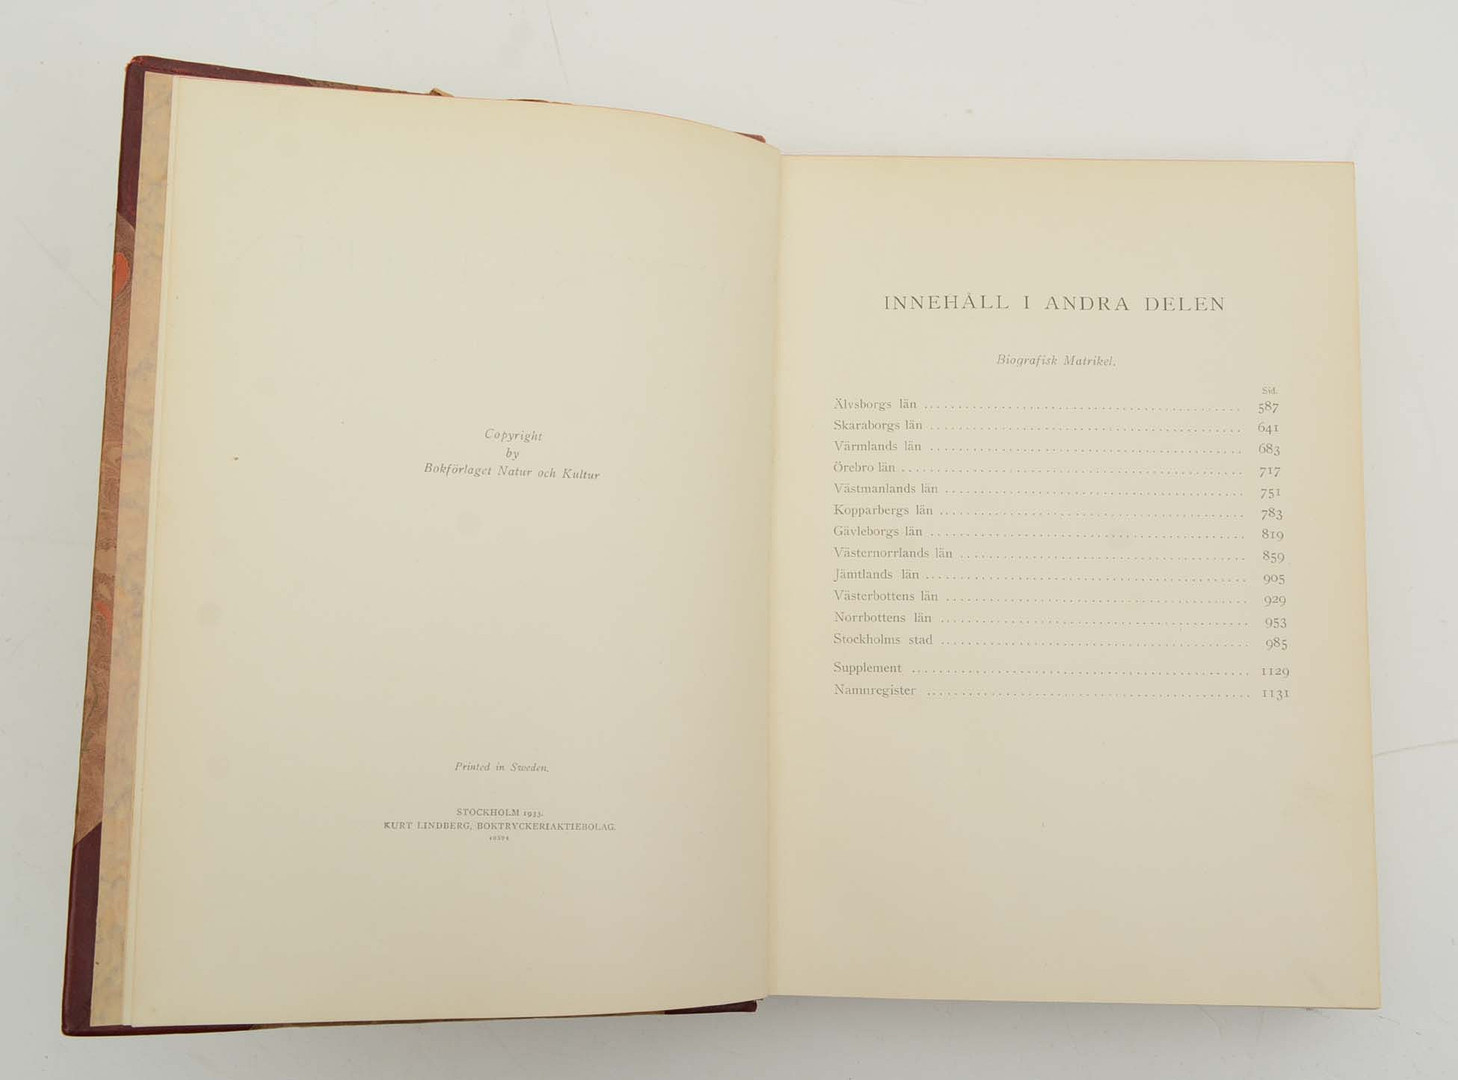 Copyright
by
Bokförlaget Natur och Kultur
Printed in Sweden.
STOCKHOLM 1933.
KURT LINDBERG, BOKTRYCKERIAKTIEBOLAG.
INNEHÅLL I ANDRA DELEN
Biografisk Matrikel.
Sid.
Älvsborgs län 587
Skaraborgs län 641
Värmlands län 683
Örebro län 717
Västmanlands län 751
Kopparbergs län 783
Gävleborgs län 819
Västernorrlands län 859
Jämtlands län 905
Västerbottens län 929
Norrbottens län 953
Stockholms stad 985
Supplement 1129
Namnregister 1131